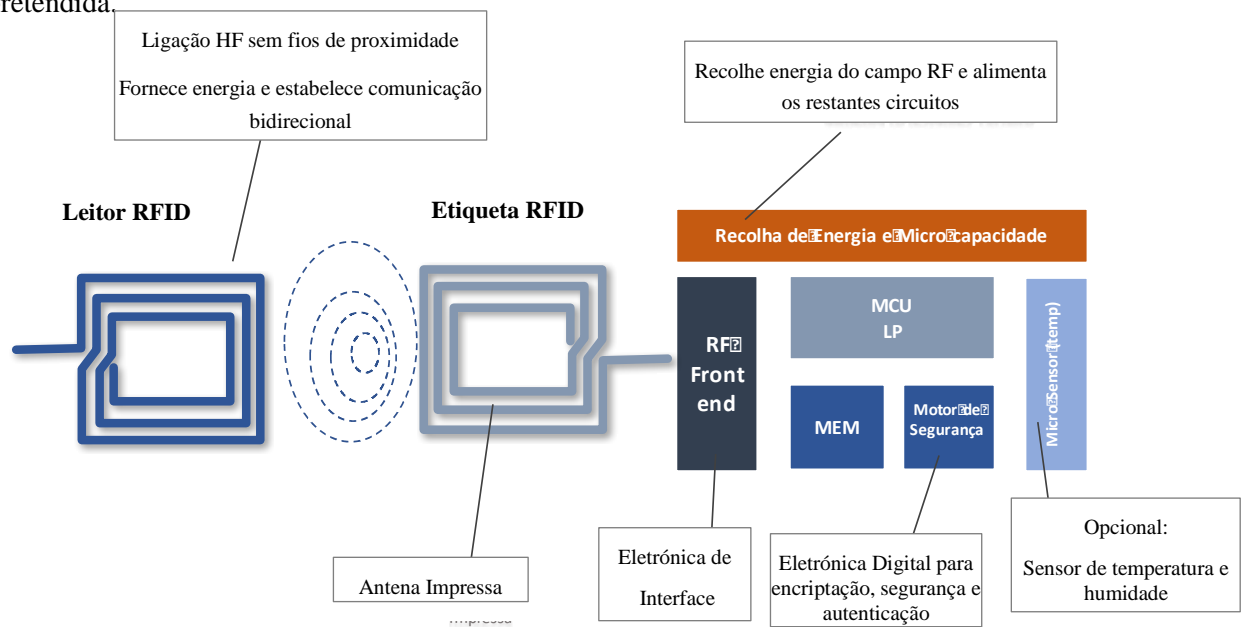 retendida.
Ligação HF sem fios de proximidade
Fornece energia e estabelece comunicação
bidirecional
Recolhe energia do campo RF e alimenta
os restantes circuitos
Leitor RFID
Etiqueta RFID
Recolha de Energia e Micro capacidade
RF
Front
end
MCU
LP
MEM
Motor de
Segurança
Micro Sensor (temp)
Antena Impressa
Eletrónica de
Interface
Eletrónica Digital para
encriptação, segurança e
autenticação
Opcional:
Sensor de temperatura e
humidade